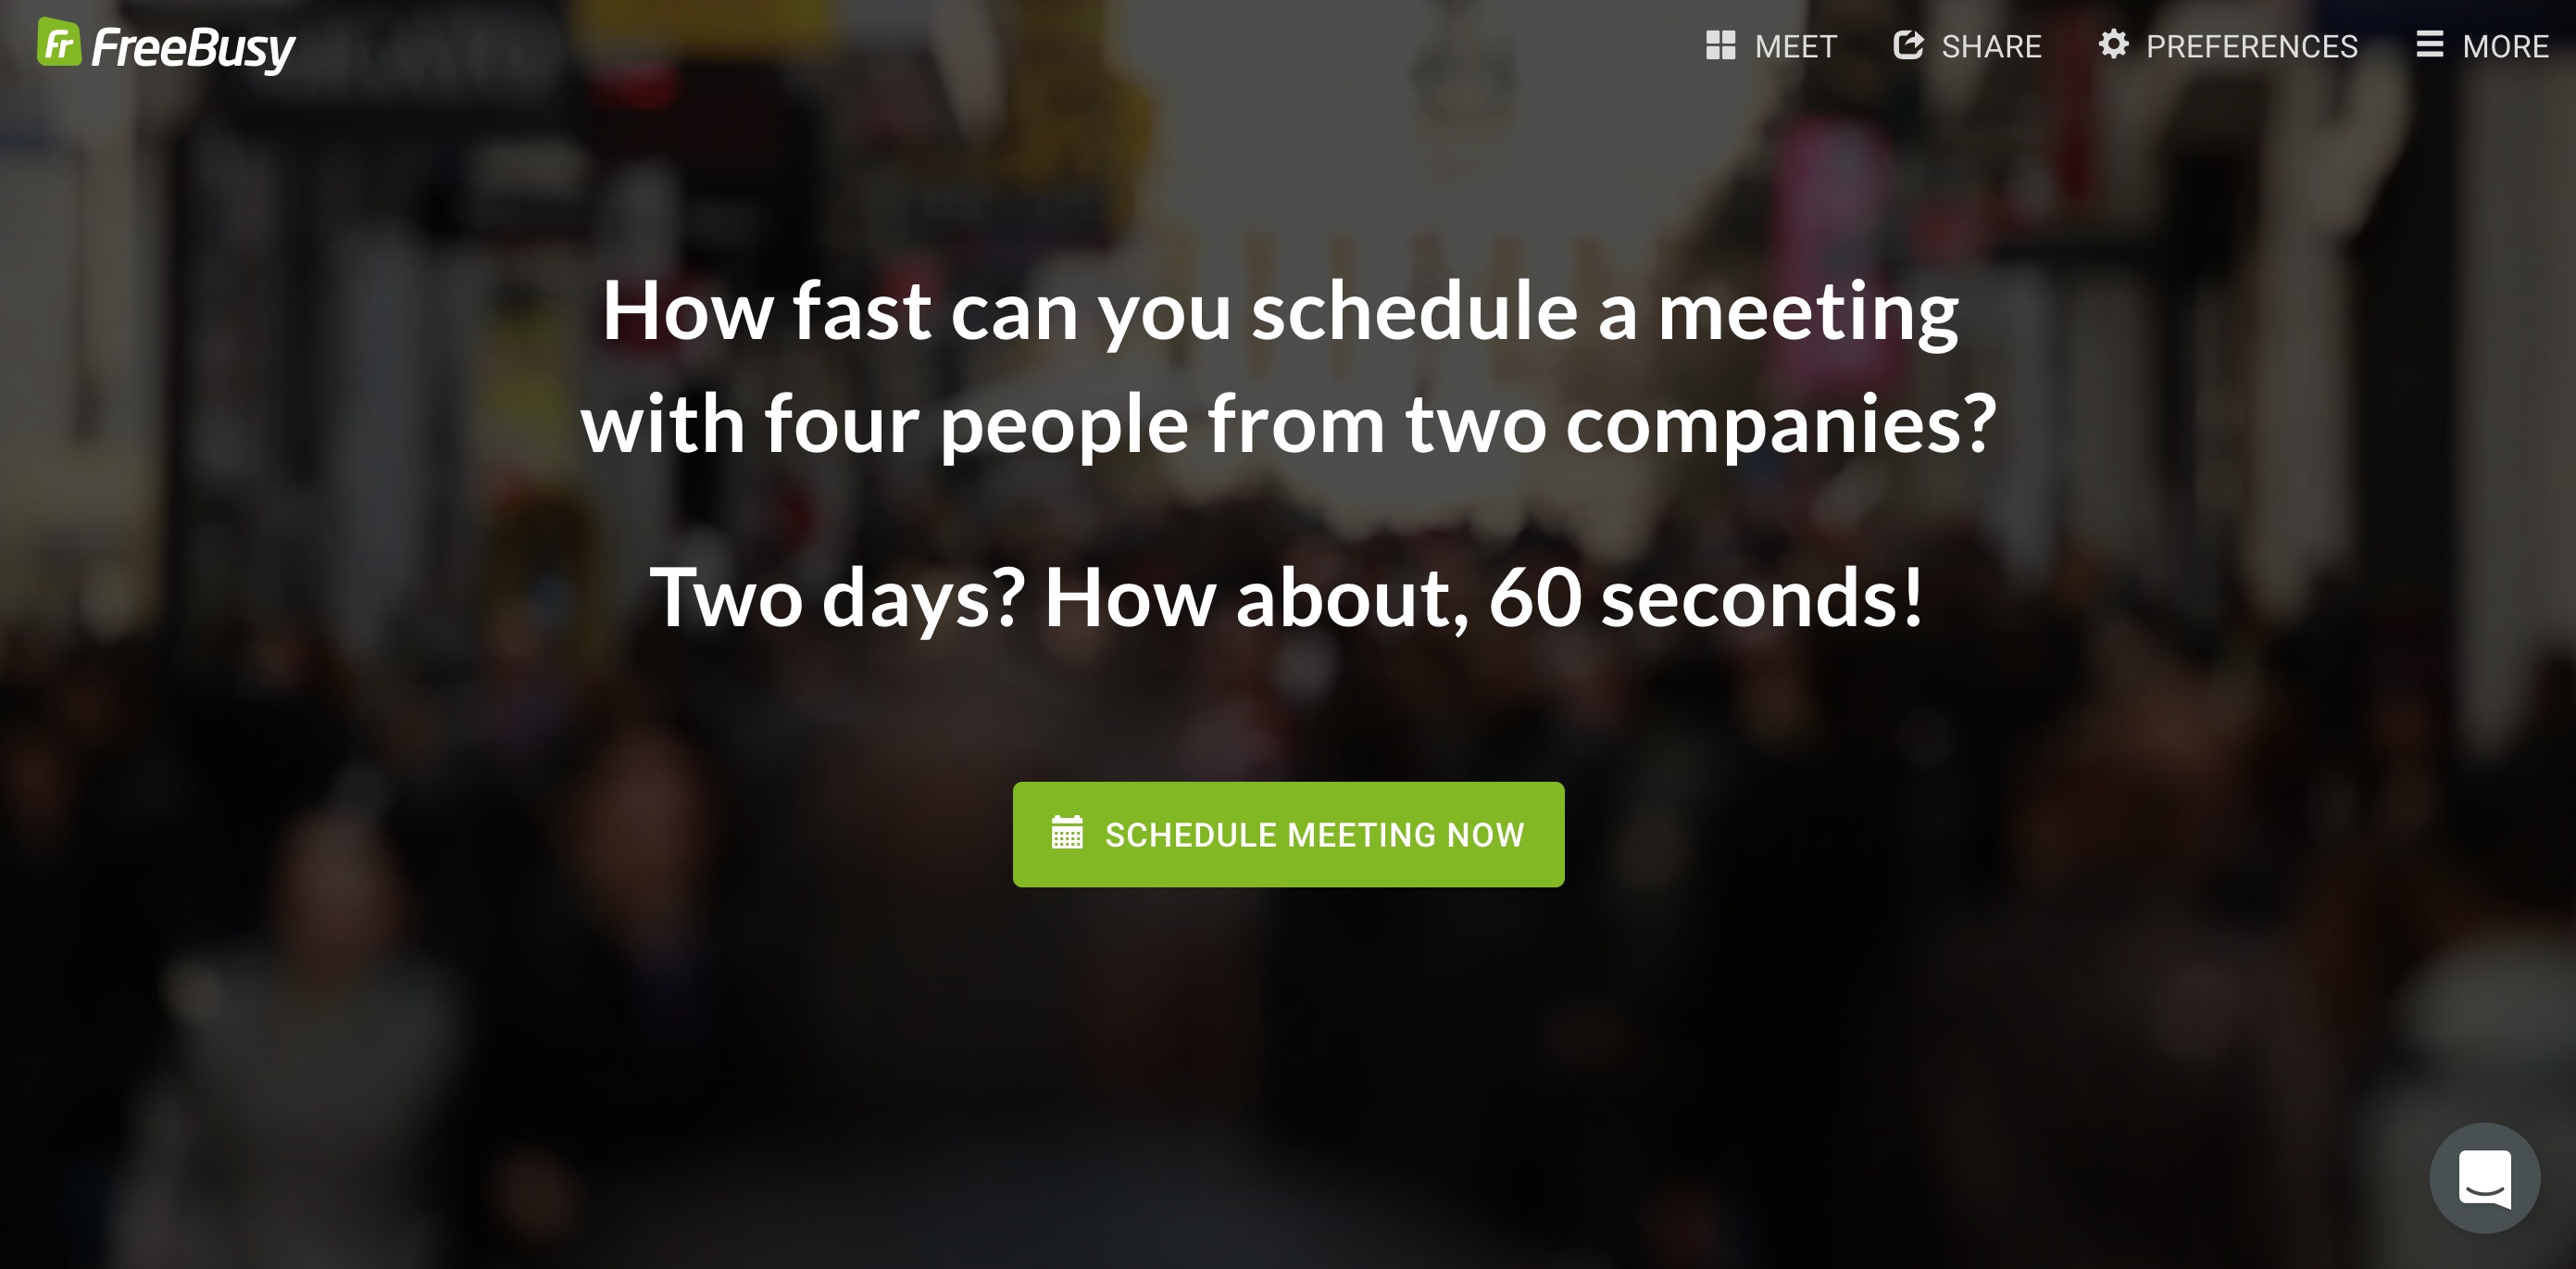 Fr FreeBusy
MEET SHARE PREFERENCES MORE
How fast can you schedule a meeting
with four people from two companies?
Two days? How about, 60 seconds!
SCHEDULE MEETING NOW